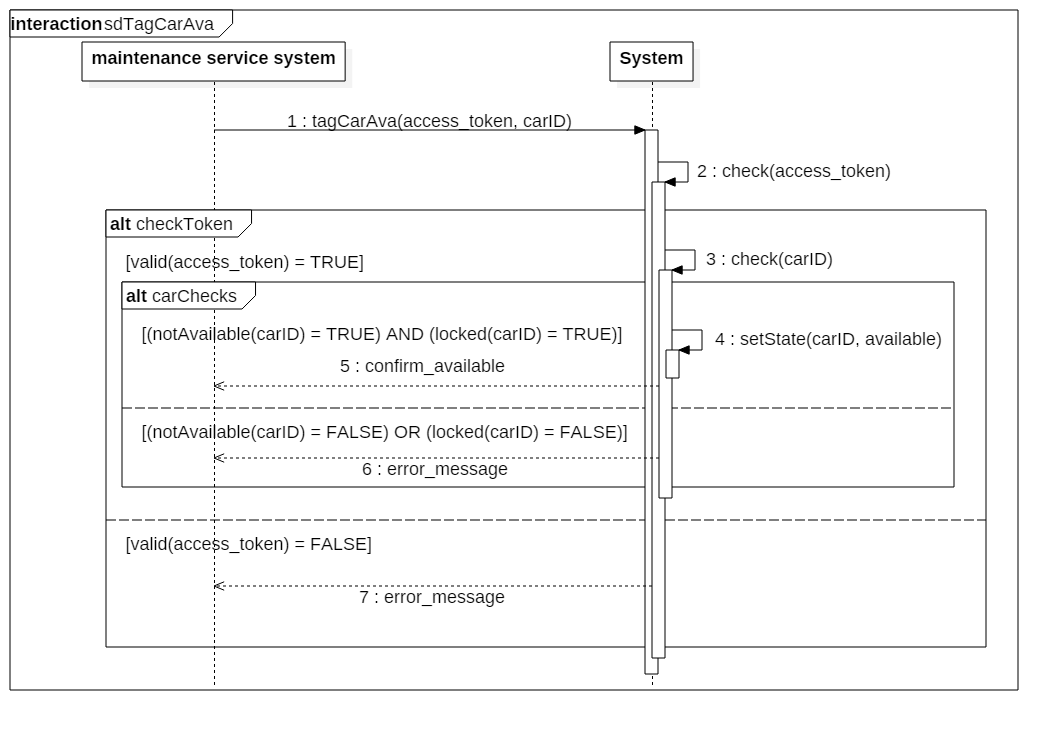 interaction sdTagCarAva
maintenance service system
System
1 : tagCarAva(access_token, carID)
2 : check(access_token)
alt checkToken
[valid(access_token) = TRUE]
3 : check(carID)
alt carChecks
[(notAvailable(carID) = TRUE) AND (locked(carID) = TRUE)]
4 : setState(carID, available)
5 : confirm_available
[(notAvailable(carID) = FALSE) OR (locked(carID) = FALSE)]
6 : error_message
[valid(access_token) = FALSE]
7 : error_message